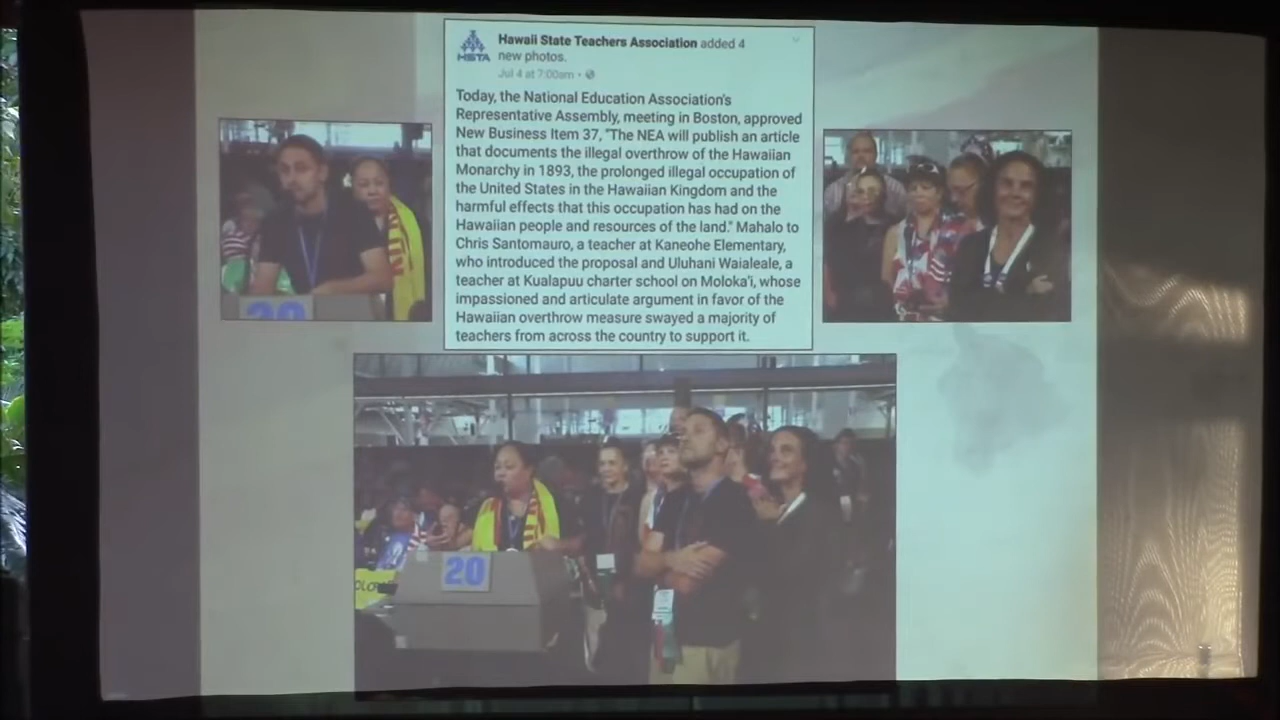 Hawaii State Teachers Association added 4
new photos.
HSTA
Jul 4 at 7:00am •
Today, the National Education Association's
Representative Assembly, meeting in Boston, approved
New Business Item 37, "The NEA will publish an article
that documents the illegal overthrow of the Hawaiian
Monarchy in 1893, the prolonged illegal occupation of
the United States in the Hawaiian Kingdom and the
harmful effects that this occupation has had on the
Hawaiian people and resources of the land." Mahalo to
Chris Santomauro, a teacher at Kaneohe Elementary,
who introduced the proposal and Uluhani Waialeale, a
teacher at Kualapuu charter school on Moloka'i, whose
impassioned and articulate argument in favor of the
Hawaiian overthrow measure swayed a majority of
teachers from across the country to support it.
20
20